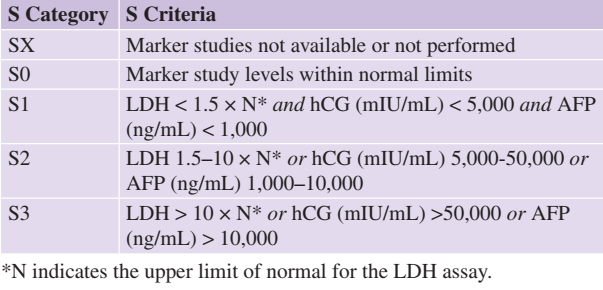 S Category S Criteria
SX Marker studies not available or not performed
S0 Marker study levels within normal limits
S1 LDH < 1.5 × N* and hCG (mIU/mL) < 5,000 and AFP
(ng/mL) < 1,000
S2 LDH 1.5–10 × N* or hCG (mIU/mL) 5,000-50,000 or
AFP (ng/mL) 1,000–10,000
S3 LDH > 10 × N* or hCG (mIU/mL) >50,000 or AFP
(ng/mL) > 10,000
*N indicates the upper limit of normal for the LDH assay.